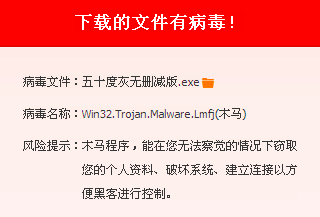 下载的文件有病毒！
病毒文件：五十度灰无删减版.exe
病毒名称：Win32.Trojan.Malware.Lmfj(木马)
风险提示：木马程序，能在您无法察觉的情况下窃取
您的个人资料、破坏系统、建立连接以方
便黑客进行控制。